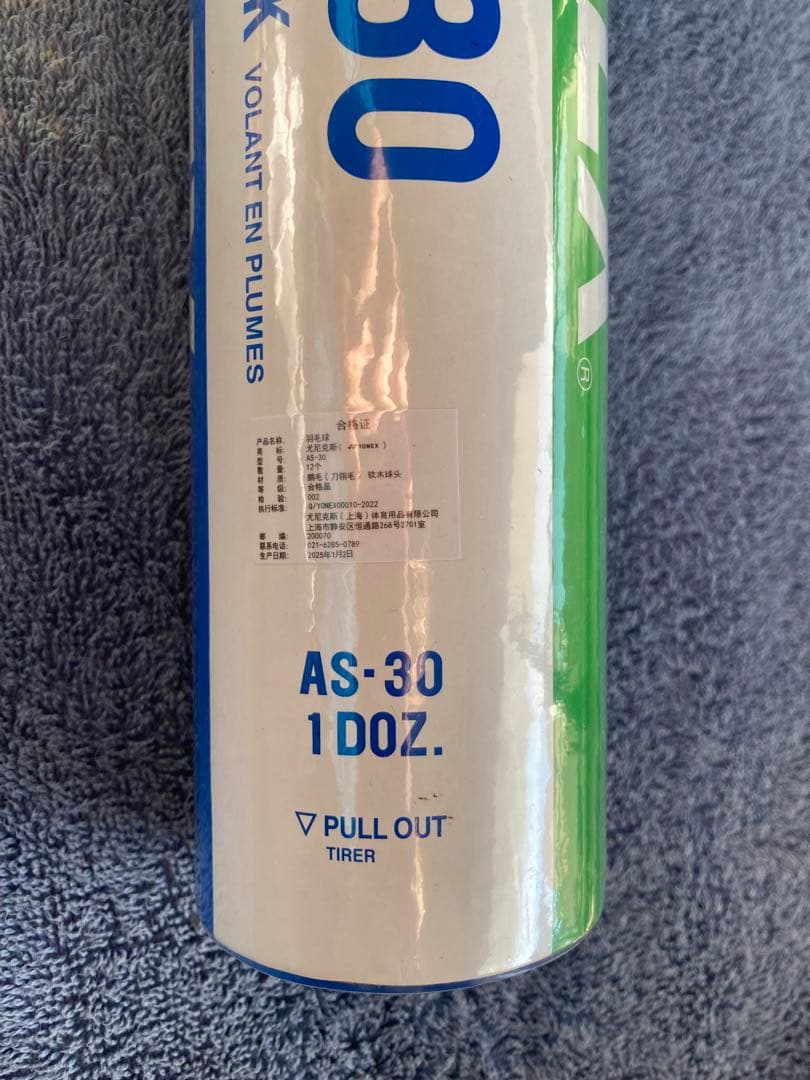 30
VOLANT EN PLUMES
®
合格证
产品名称: 羽毛球
商 标: 尤尼克斯( YONEX )
型 号: AS-30
数 量: 12个
材 质: 鹅毛(刀翎毛) 软木球头
等 级: 合格品
检 验: 002
执行标准: Q/YONEX00010-2022
尤尼克斯(上海)体育用品有限公司
上海市静安区恒通路268号2701室
邮 编: 200070
联系电话: 021-6285-0789
生产日期: 2025年1月2日
AS-30
1 DOZ.
▽ PULL OUT
TIRER